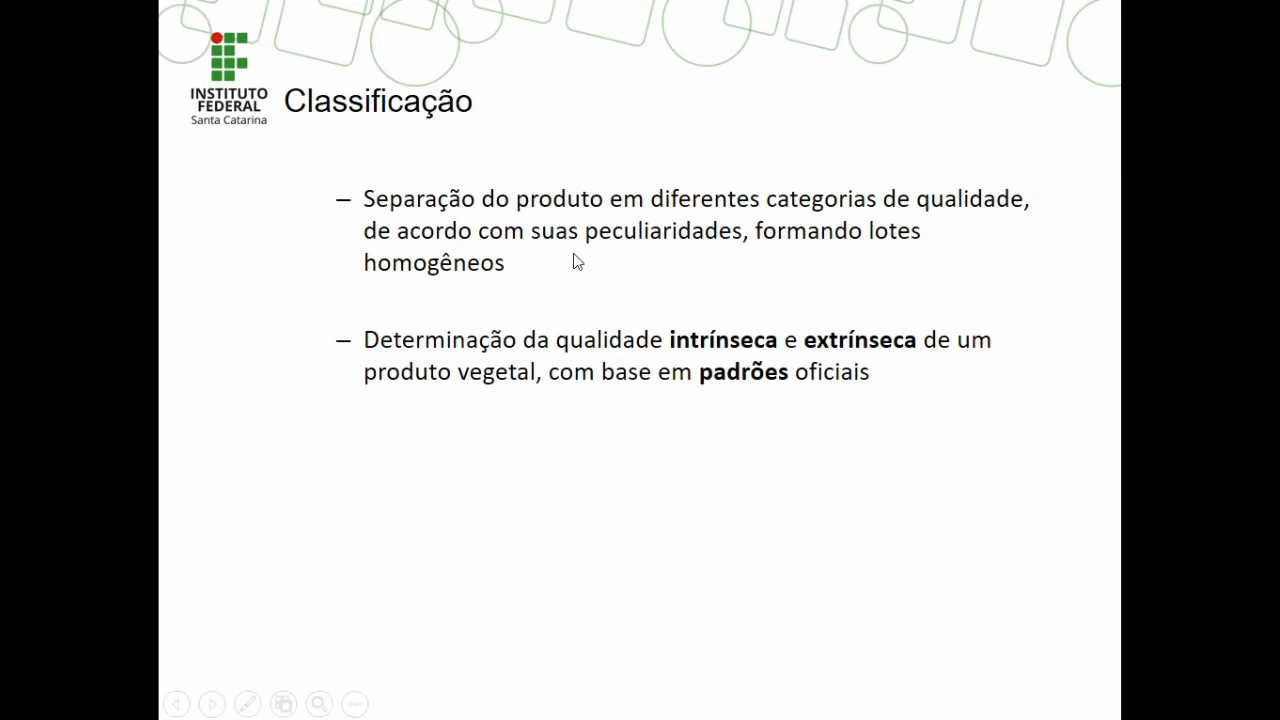 INSTITUTO
FEDERAL
Santa Catarina
Classificação
– Separação do produto em diferentes categorias de qualidade,
de acordo com suas peculiaridades, formando lotes
homogêneos
– Determinação da qualidade intrínseca e extrínseca de um
produto vegetal, com base em padrões oficiais